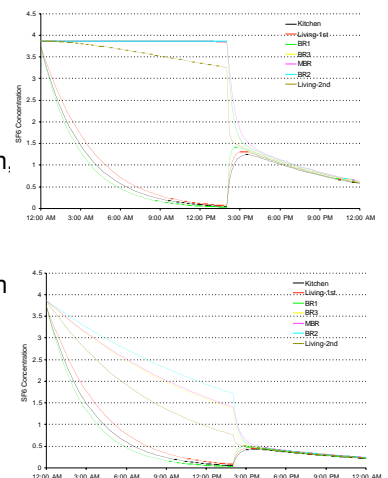 4.5
4
3.5
3
2.5
2
1.5
1
0.5
0
SF6 Concentration
Kitchen
Living-1st
BR1
BR3
MBR
BR2
Living-2nd
12:00 AM 3:00 AM 6:00 AM 9:00 AM 12:00 PM 3:00 PM 6:00 PM 9:00 PM 12:00 AM
4.5
4
3.5
3
2.5
2
1.5
1
0.5
0
SF6 Concentration
Kitchen
Living-1st
BR1
BR3
MBR
BR2
Living-2nd
12:00 AM 3:00 AM 6:00 AM 9:00 AM 12:00 PM 3:00 PM 6:00 PM 9:00 PM 12:00 AM